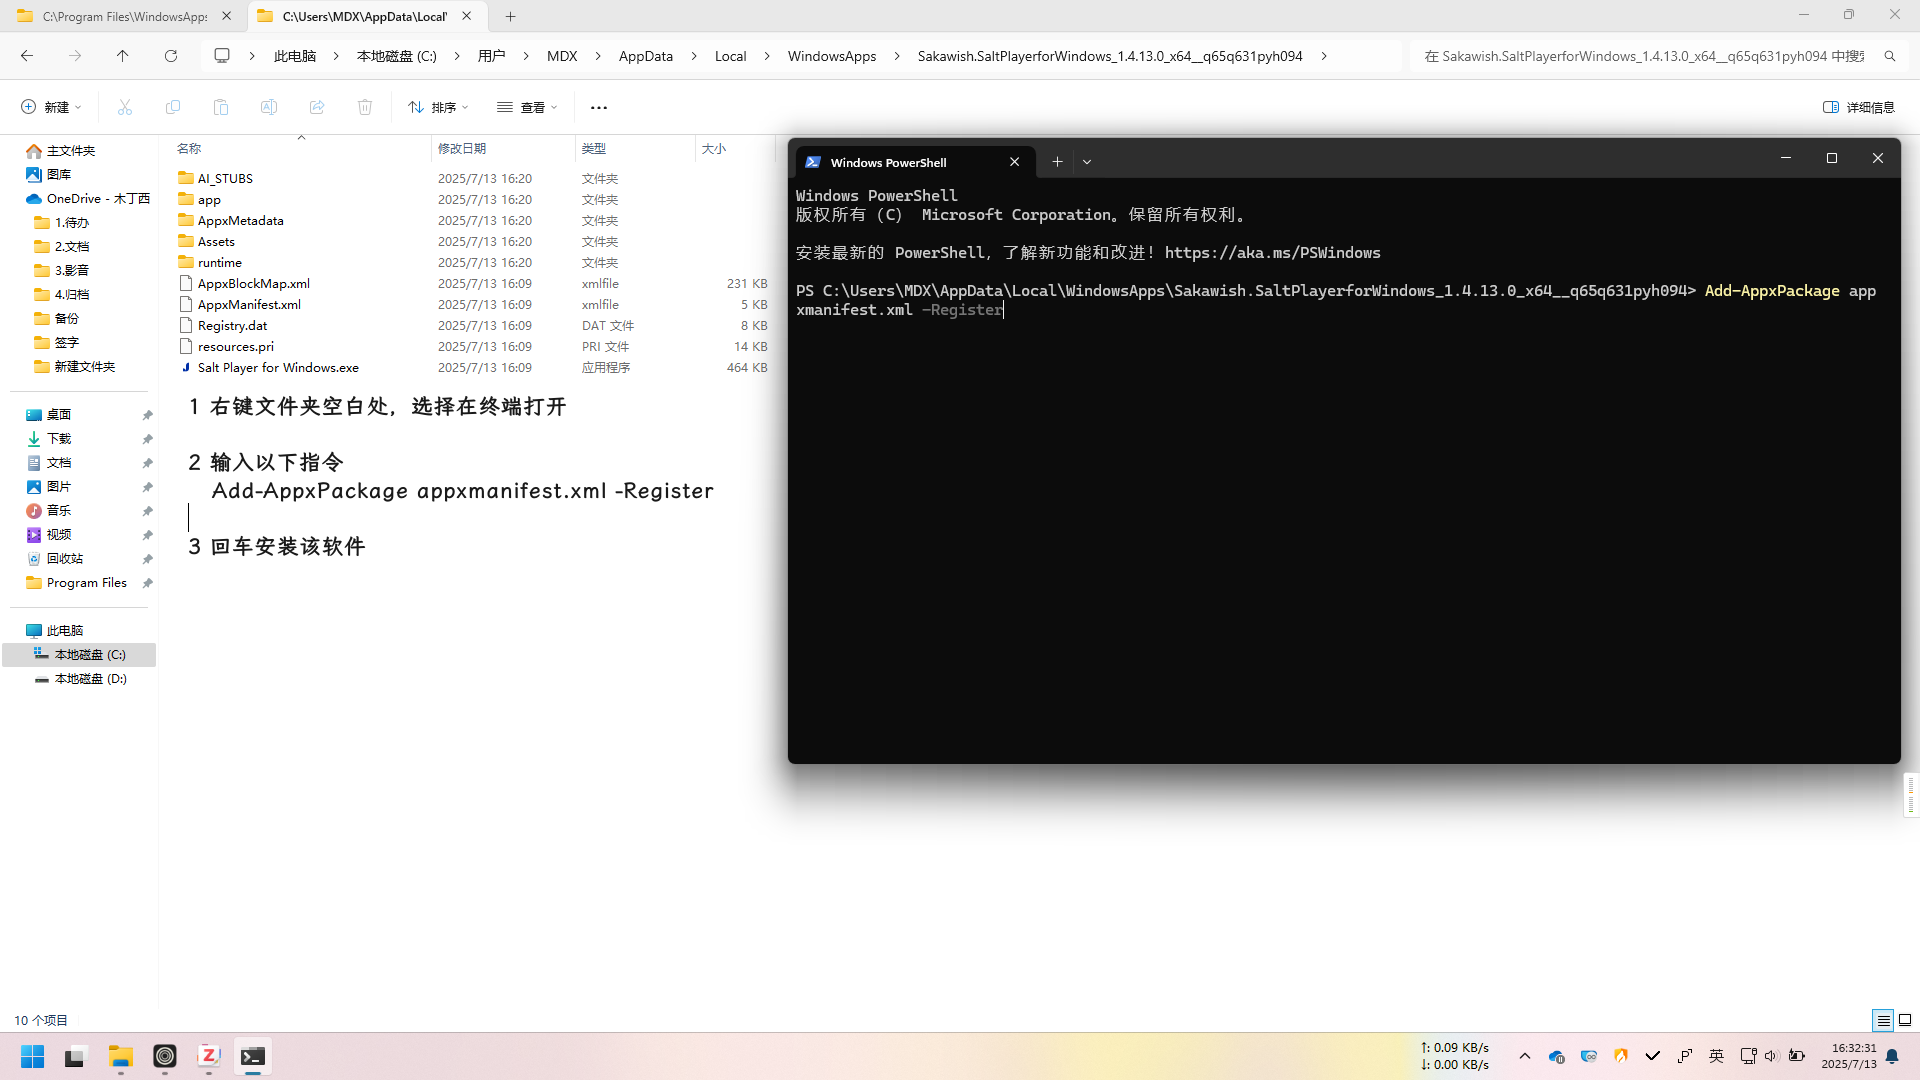 C:\Program Files\WindowsApps
C:\Users\MDX\AppData\Local\
此电脑 本地磁盘 (C:) 用户 MDX AppData Local WindowsApps Sakawish.SaltPlayerforWindows_1.4.13.0_x64__q65q631pyh094
在 Sakawish.SaltPlayerforWindows_1.4.13.0_x64__q65q631pyh094 中搜索
新建 排序 查看 ... 详细信息
主文件夹
图库
OneDrive - 木丁西
1.待办
2.文档
3.影音
4.归档
备份
签字
新建文件夹
桌面
下载
文档
图片
音乐
视频
回收站
Program Files
此电脑
本地磁盘 (C:)
本地磁盘 (D:)
名称 修改日期 类型 大小
AI_STUBS 2025/7/13 16:20 文件夹
app 2025/7/13 16:20 文件夹
AppxMetadata 2025/7/13 16:20 文件夹
Assets 2025/7/13 16:20 文件夹
runtime 2025/7/13 16:20 文件夹
AppxBlockMap.xml 2025/7/13 16:09 xmlfile 231 KB
AppxManifest.xml 2025/7/13 16:09 xmlfile 5 KB
Registry.dat 2025/7/13 16:09 DAT 文件 8 KB
resources.pri 2025/7/13 16:09 PRI 文件 14 KB
Salt Player for Windows.exe 2025/7/13 16:09 应用程序 464 KB
1 右键文件夹空白处，选择在终端打开
2 输入以下指令
Add-AppxPackage appxmanifest.xml -Register
3 回车安装该软件
Windows PowerShell
Windows PowerShell
版权所有（C） Microsoft Corporation。保留所有权利。
安装最新的 PowerShell，了解新功能和改进！https://aka.ms/PSWindows
PS C:\Users\MDX\AppData\Local\WindowsApps\Sakawish.SaltPlayerforWindows_1.4.13.0_x64__q65q631pyh094> Add-AppxPackage app
xmanifest.xml -Register
10 个项目
↑: 0.09 KB/s
↓: 0.00 KB/s
英
16:32:31
2025/7/13